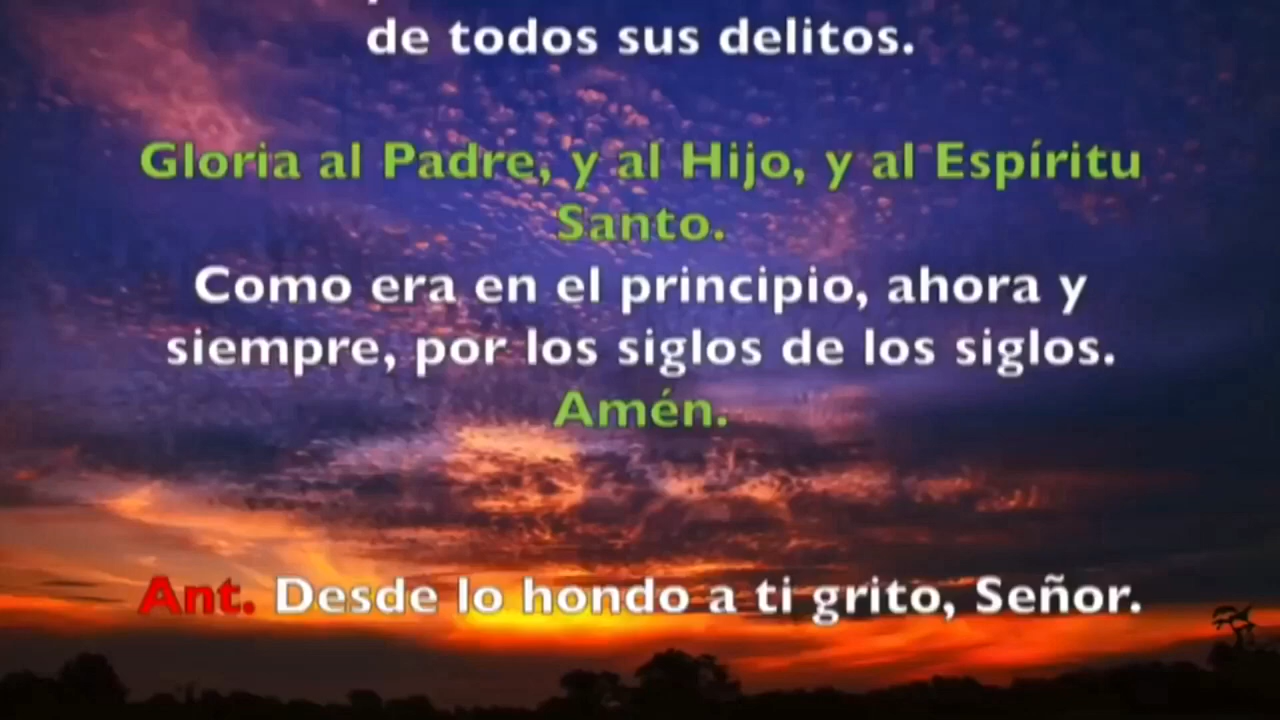 de todos sus delitos.
Gloria al Padre, y al Hijo, y al Espíritu
Santo.
Como era en el principio, ahora y
siempre, por los siglos de los siglos.
Amén.
Ant. Desde lo hondo a ti grito, Señor.